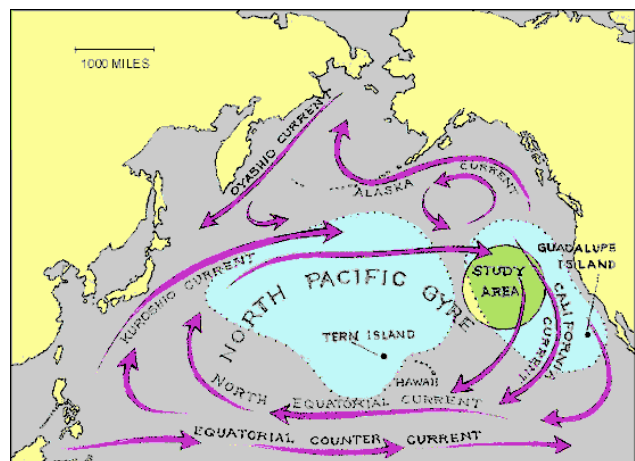 1000 MILES
OYASHIO CURRENT
ALASKA CURRENT
GUADALUPE
ISLAND
STUDY
AREA
KUROSHIO CURRENT
NORTH PACIFIC GYRE
CALIFORNIA
CURRENT
TERN ISLAND
HAWAII
NORTH EQUATORIAL CURRENT
EQUATORIAL COUNTER CURRENT